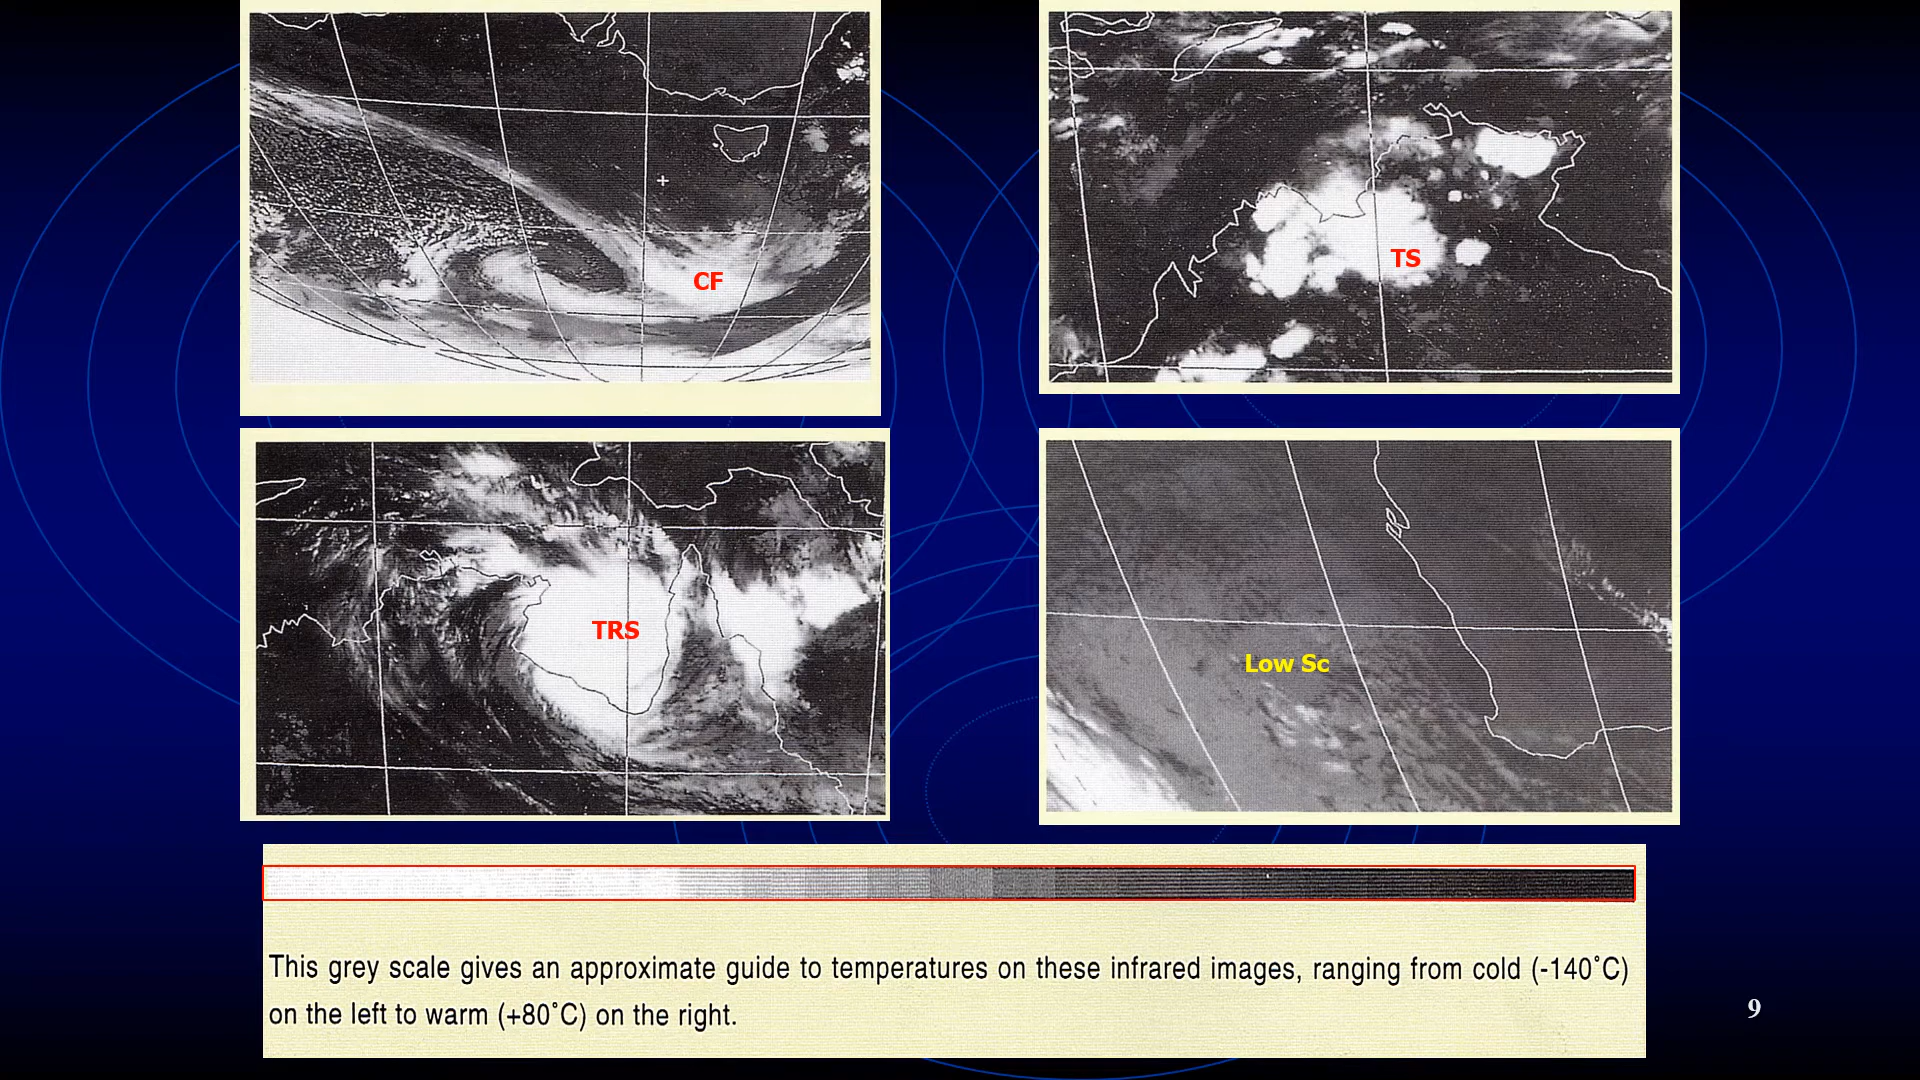 CF
TS
TRS
Low Sc
This grey scale gives an approximate guide to temperatures on these infrared images, ranging from cold (-140˚C)
on the left to warm (+80˚C) on the right.
9